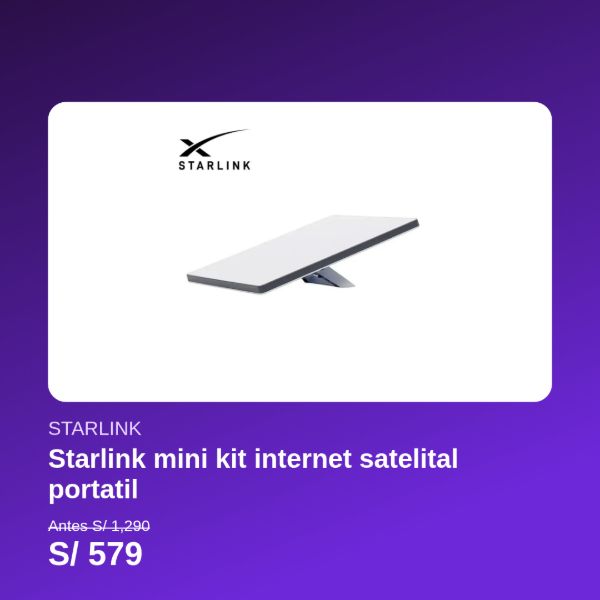 STARLINK
STARLINK
Starlink mini kit internet satelital
portatil
Antes S/ 1,290
S/ 579